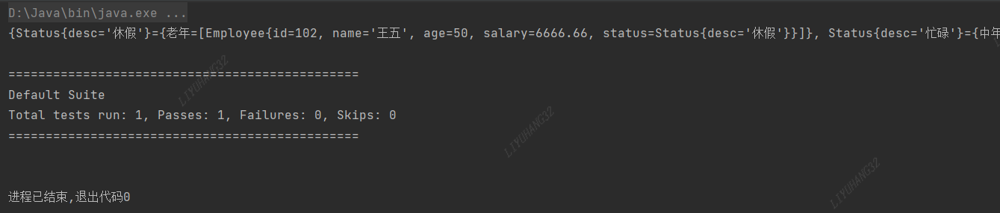 D:\Java\bin\java.exe ...
{Status{desc='休假'}={老年=[Employee{id=102, name='王五', age=50, salary=6666.66, status=Status{desc='休假'}}]}, Status{desc='忙碌'}={中年
===============================================
Default Suite
Total tests run: 1, Passes: 1, Failures: 0, Skips: 0
===============================================
进程已结束,退出代码0
LIYUHANG32
LIYUHANG32
LIYUHANG32